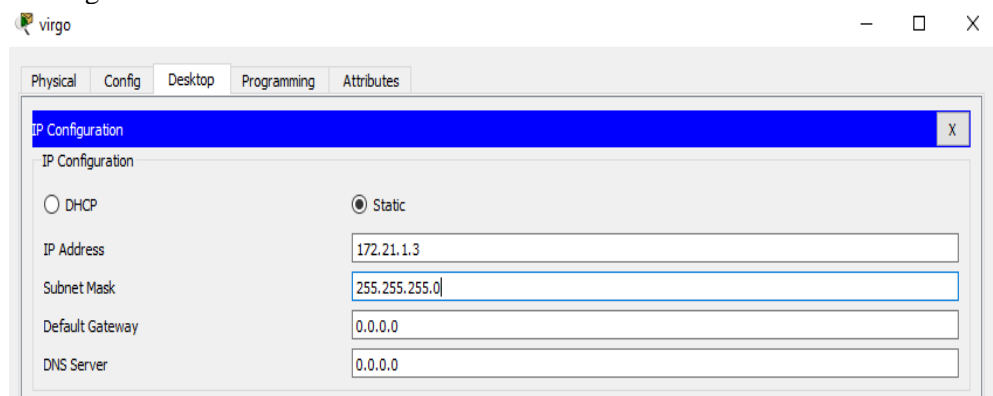 virgo
Physical Config Desktop Programming Attributes
IP Configuration X
IP Configuration
DHCP Static
IP Address 172.21.1.3
Subnet Mask 255.255.255.0
Default Gateway 0.0.0.0
DNS Server 0.0.0.0